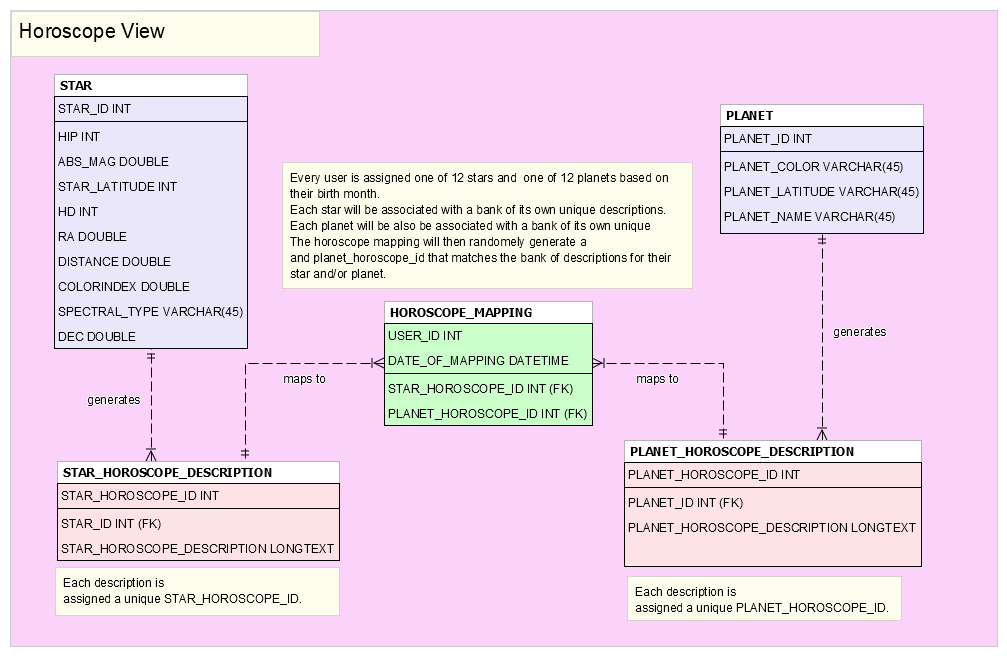 Horoscope View
STAR
STAR_ID INT
HIP INT
ABS_MAG DOUBLE
STAR_LATITUDE INT
HD INT
RA DOUBLE
DISTANCE DOUBLE
COLORINDEX DOUBLE
SPECTRAL_TYPE VARCHAR(45)
DEC DOUBLE
PLANET
PLANET_ID INT
PLANET_COLOR VARCHAR(45)
PLANET_LATITUDE VARCHAR(45)
PLANET_NAME VARCHAR(45)
Every user is assigned one of 12 stars and one of 12 planets based on
their birth month.
Each star will be associated with a bank of its own unique descriptions.
Each planet will be also be associated with a bank of its own unique
The horoscope mapping will then randomely generate a
and planet_horoscope_id that matches the bank of descriptions for their
star and/or planet.
HOROSCOPE_MAPPING
USER_ID INT
DATE_OF_MAPPING DATETIME
STAR_HOROSCOPE_ID INT (FK)
PLANET_HOROSCOPE_ID INT (FK)
generates
maps to
maps to
generates
STAR_HOROSCOPE_DESCRIPTION
STAR_HOROSCOPE_ID INT
STAR_ID INT (FK)
STAR_HOROSCOPE_DESCRIPTION LONGTEXT
PLANET_HOROSCOPE_DESCRIPTION
PLANET_HOROSCOPE_ID INT
PLANET_ID INT (FK)
PLANET_HOROSCOPE_DESCRIPTION LONGTEXT
Each description is
assigned a unique STAR_HOROSCOPE_ID.
Each description is
assigned a unique PLANET_HOROSCOPE_ID.